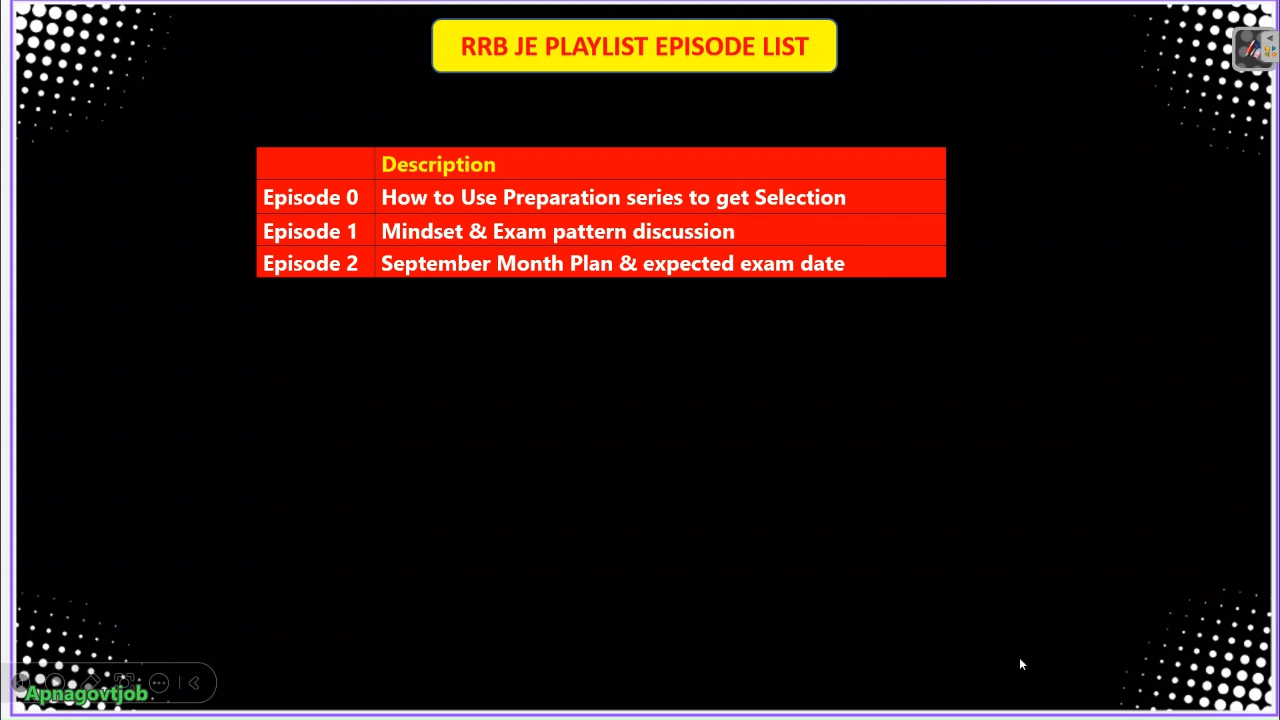 RRB JE PLAYLIST EPISODE LIST
Description
Episode 0 How to Use Preparation series to get Selection
Episode 1 Mindset & Exam pattern discussion
Episode 2 September Month Plan & expected exam date
Apnagovtjob